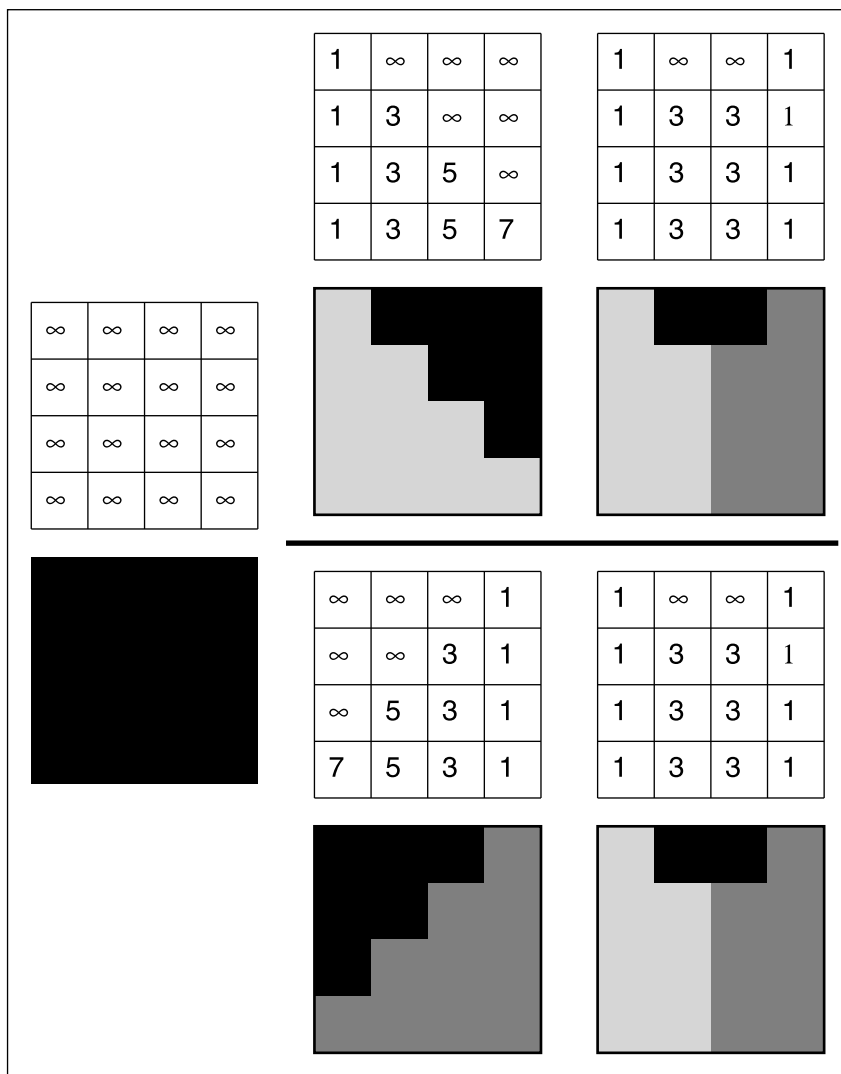 1 ∞ ∞ ∞
1 3 ∞ ∞
1 3 5 ∞
1 3 5 7
1 ∞ ∞ 1
1 3 3 1
1 3 3 1
1 3 3 1
∞ ∞ ∞ ∞
∞ ∞ ∞ ∞
∞ ∞ ∞ ∞
∞ ∞ ∞ ∞
∞ ∞ ∞ 1
∞ ∞ 3 1
∞ 5 3 1
7 5 3 1
1 ∞ ∞ 1
1 3 3 1
1 3 3 1
1 3 3 1